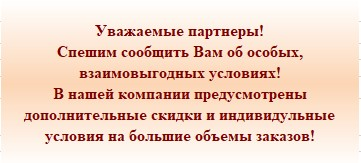 Уважаемые партнеры!
Спешим сообщить Вам об особых,
взаимовыгодных условиях!
В нашей компании предусмотрены
дополнительные скидки и индивидульные
условия на большие объемы заказов!